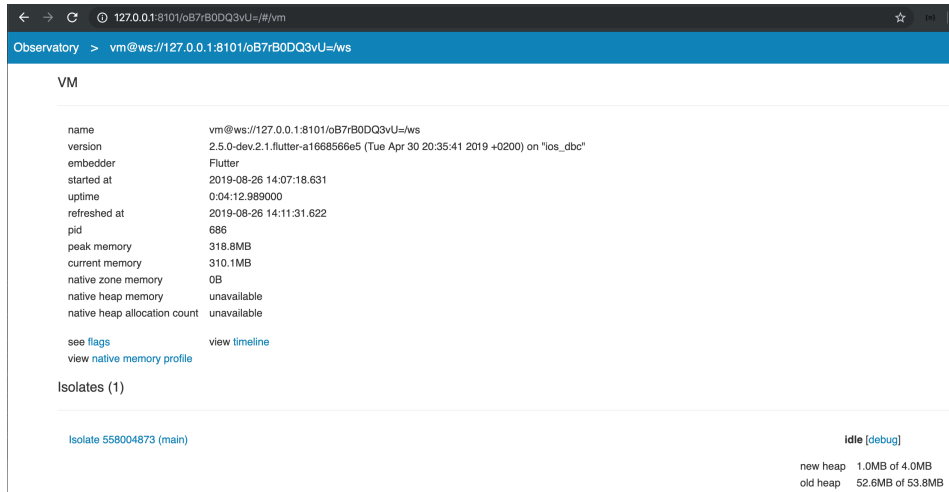 127.0.0.1:8101/oB7rB0DQ3vU=/#/vm
Observatory > vm@ws://127.0.0.1:8101/oB7rB0DQ3vU=/ws
VM
name vm@ws://127.0.0.1:8101/oB7rB0DQ3vU=/ws
version 2.5.0-dev.2.1.flutter-a1668566e5 (Tue Apr 30 20:35:41 2019 +0200) on "ios_dbc"
embedder Flutter
started at 2019-08-26 14:07:18.631
uptime 0:04:12.989000
refreshed at 2019-08-26 14:11:31.622
pid 686
peak memory 318.8MB
current memory 310.1MB
native zone memory 0B
native heap memory unavailable
native heap allocation count unavailable
see flags view timeline
view native memory profile
Isolates (1)
Isolate 558004873 (main) idle [debug]
new heap 1.0MB of 4.0MB
old heap 52.6MB of 53.8MB